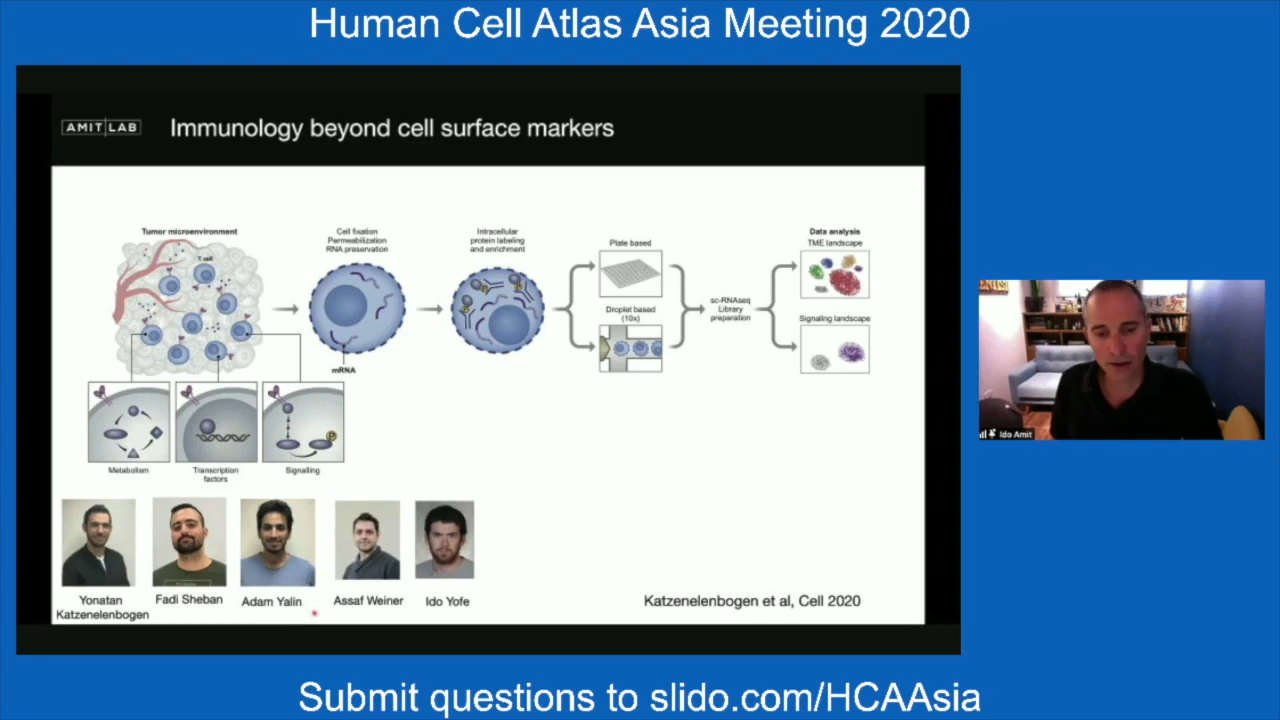 Human Cell Atlas Asia Meeting 2020
AMIT LAB
Immunology beyond cell surface markers
Tumor microenvironment
T cell
Cell fixation
Permeabilization
RNA preservation
mRNA
Intracellular
protein labeling
and enrichment
P
P
P
Plate based
Droplet based
(10x)
sc-RNAseq
Library
preparation
Data analysis
TME landscape
Signaling landscape
P
Metabolism
Transcription
factors
Signalling
Yonatan
Katzenelenbogen
Fadi Sheban
Adam Yalin
Assaf Weiner
Ido Yofe
Katzenelenbogen et al, Cell 2020
Ido Amit
Submit questions to slido.com/HCAAsia